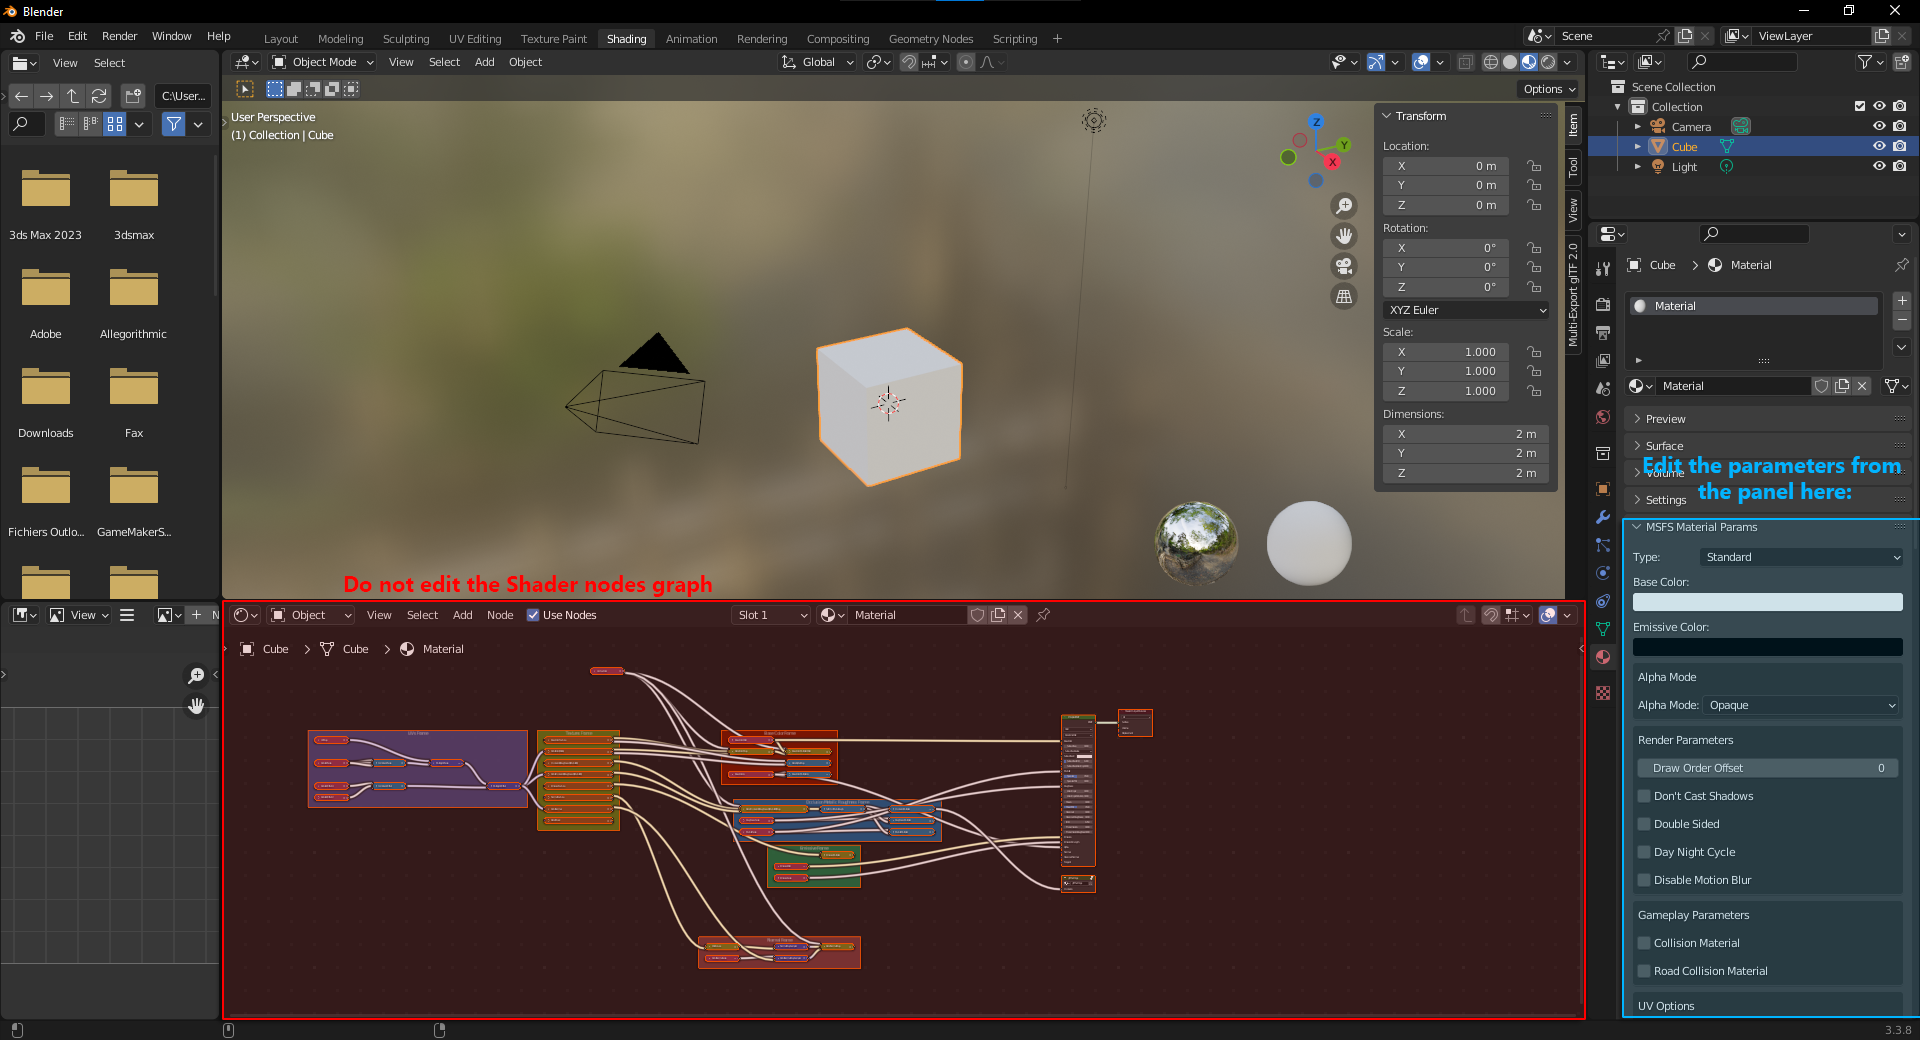 Blender
File Edit Render Window Help
Layout Modeling Sculpting UV Editing Texture Paint Shading Animation Rendering Compositing Geometry Nodes Scripting +
Scene
ViewLayer
View Select
C:\User...
3ds Max 2023
3dsmax
Adobe
Allegorithmic
Downloads
Fax
Fichiers Outlo...
GameMakerS...
Object Mode View Select Add Object
Global
Options
User Perspective
(1) Collection | Cube
Z
Y
X
Transform
Location:
X 0 m
Y 0 m
Z 0 m
Rotation:
X 0°
Y 0°
Z 0°
XYZ Euler
Scale:
X 1.000
Y 1.000
Z 1.000
Dimensions:
X 2 m
Y 2 m
Z 2 m
Item
Tool
View
Multi-Export glTF 2.0
Do not edit the Shader nodes graph
View
N
Object View Select Add Node Use Nodes
Slot 1
Material
Cube > Cube > Material
Scene Collection
Collection
Camera
Cube
Light
Cube > Material
Material
Material
Preview
Surface
Volume
Settings
Edit the parameters from
the panel here:
MSFS Material Params
Type: Standard
Base Color:
Emissive Color:
Alpha Mode
Alpha Mode: Opaque
Render Parameters
Draw Order Offset 0
Don't Cast Shadows
Double Sided
Day Night Cycle
Disable Motion Blur
Gameplay Parameters
Collision Material
Road Collision Material
UV Options
3.3.8